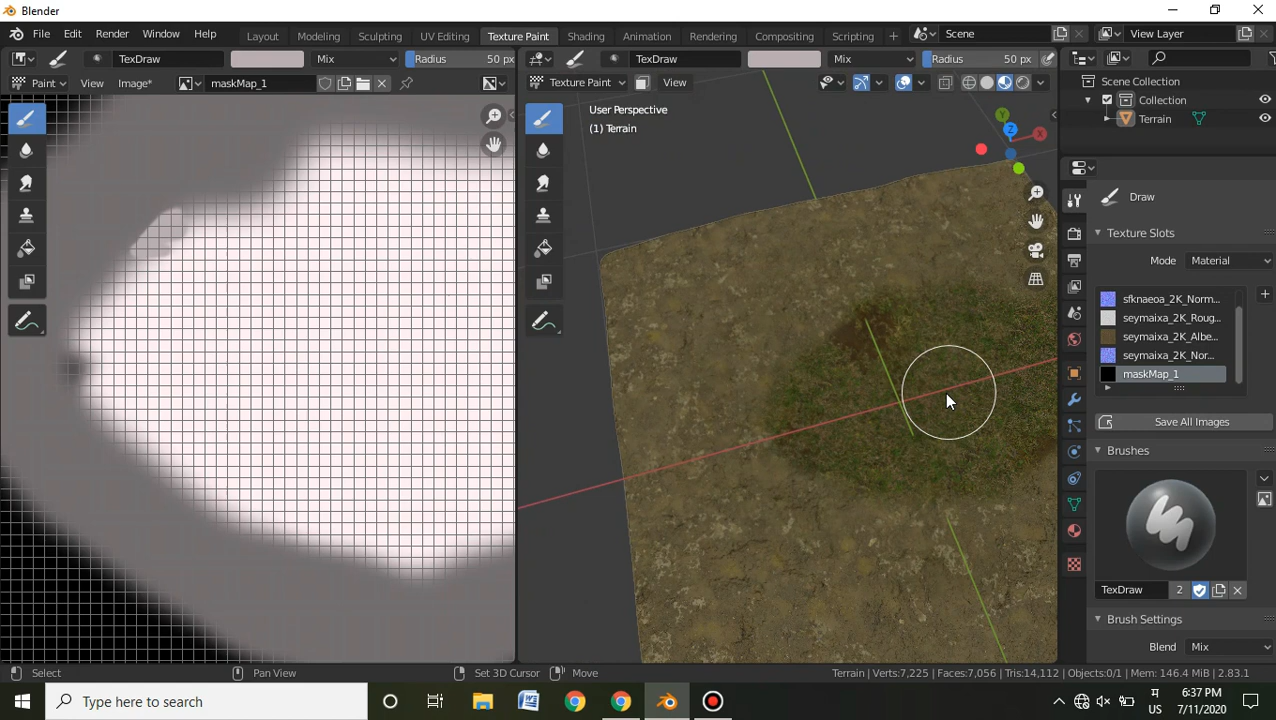 Blender
File Edit Render Window Help
Layout Modeling Sculpting UV Editing Texture Paint Shading Animation Rendering Compositing Scripting
Scene
View Layer
TexDraw Mix Radius 50 px
TexDraw Mix Radius 50 px
Paint View Image* maskMap_1
Texture Paint View
User Perspective
(1) Terrain
Z
X
Y
Scene Collection
Collection
Terrain
Draw
Texture Slots
Mode Material
sfknaeoa_2K_Norm...
seymaixa_2K_Roug...
seymaixa_2K_Albe...
seymaixa_2K_Nor...
maskMap_1
Save All Images
Brushes
TexDraw 2
Brush Settings
Blend Mix
Select Pan View Set 3D Cursor Move
Terrain | Verts:7,225 | Faces:7,056 | Tris:14,112 | Objects:0/1 | Mem: 146.4 MiB | 2.83.1
Type here to search
म
US
6:37 PM
7/11/2020